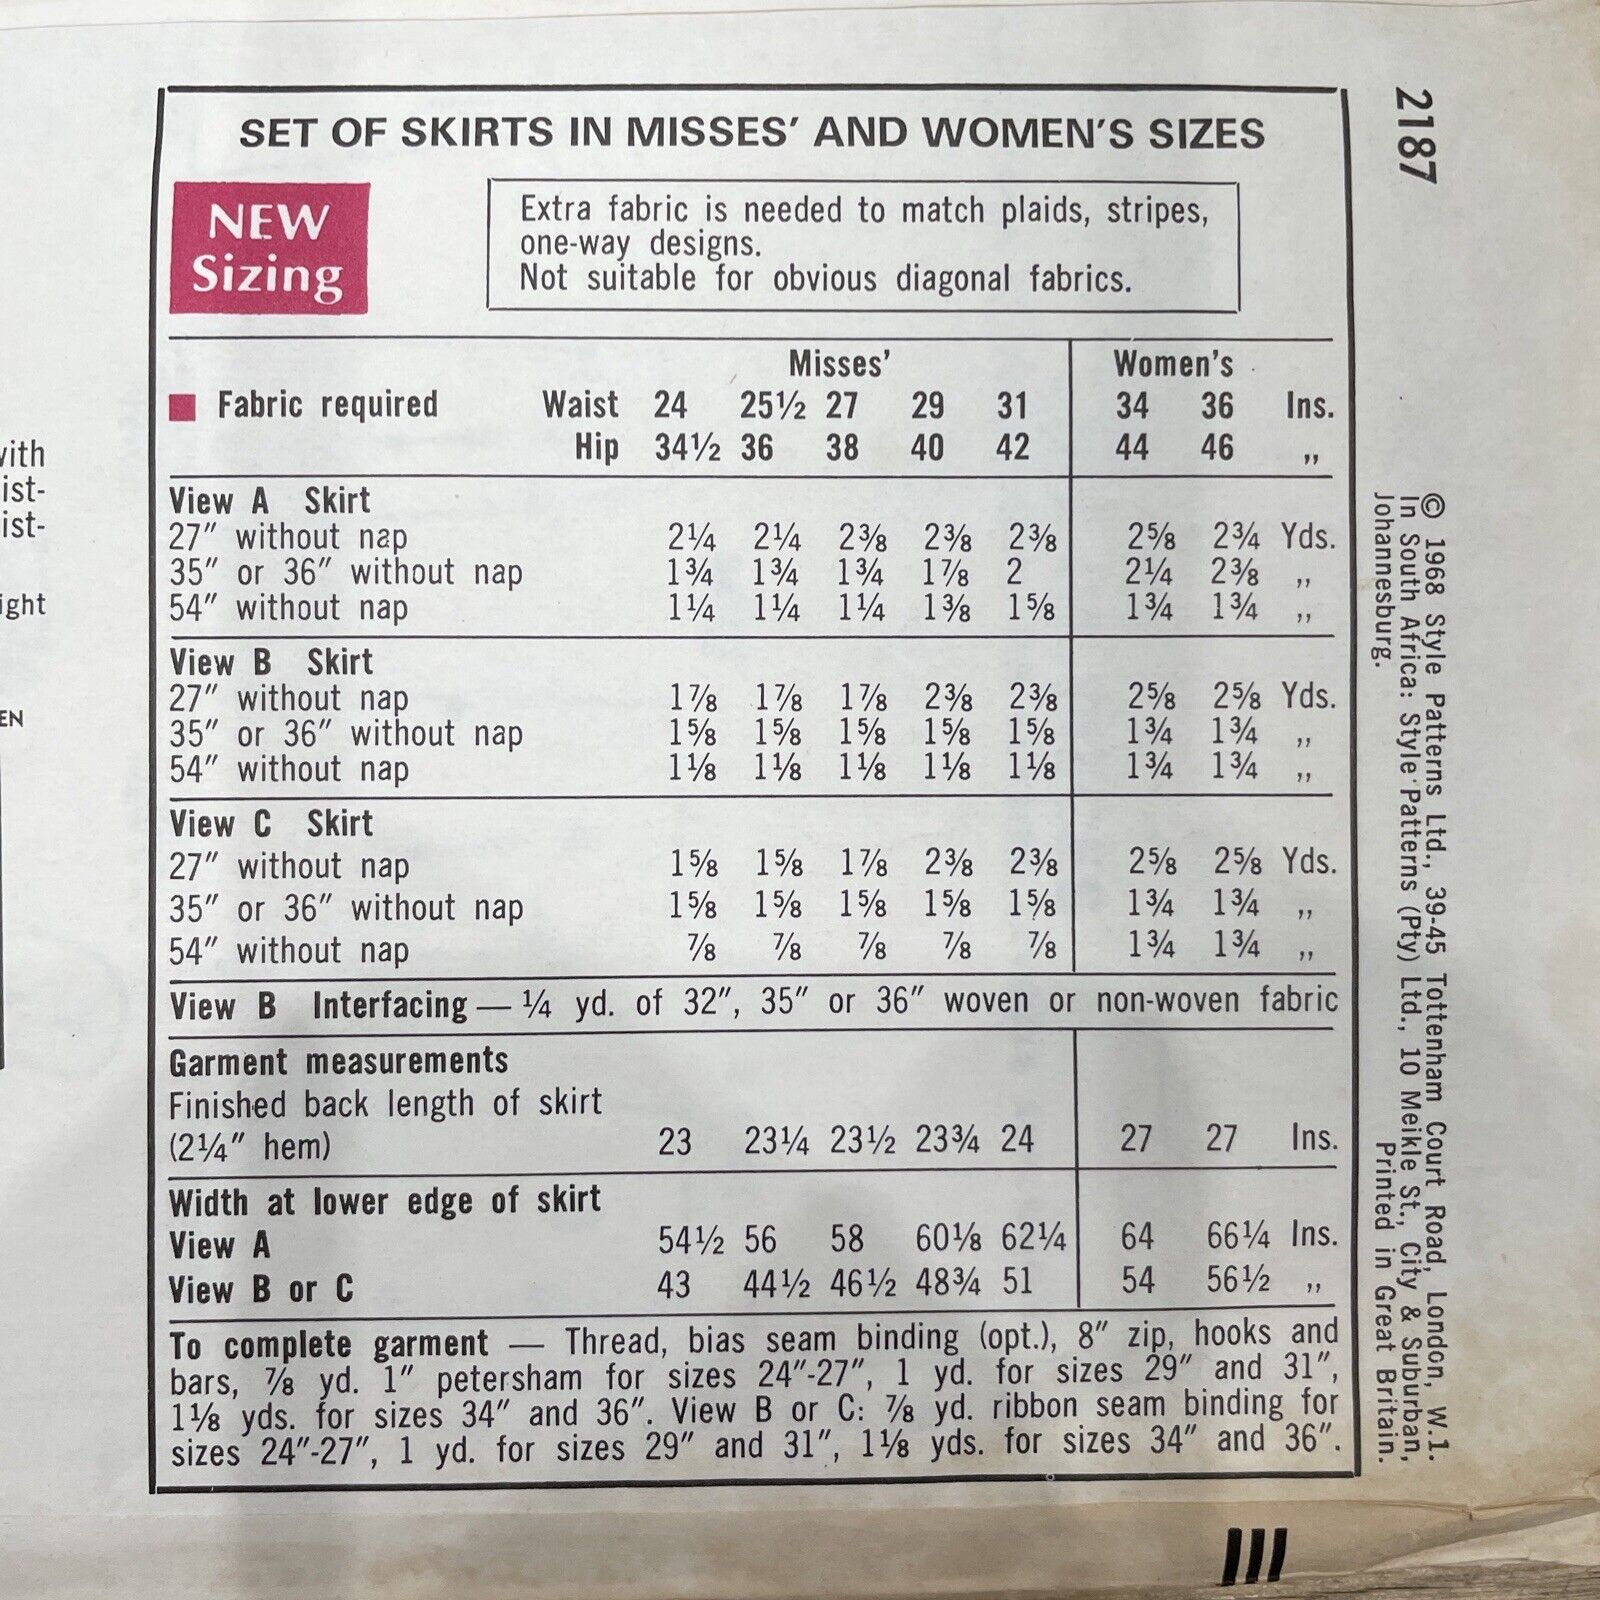 SET OF SKIRTS IN MISSES' AND WOMEN'S SIZES
NEW
Sizing
Extra fabric is needed to match plaids, stripes,
one-way designs.
Not suitable for obvious diagonal fabrics.
Misses' Women's
■ Fabric required Waist 24 25½ 27 29 31 34 36 Ins.
Hip 34½ 36 38 40 42 44 46 ,,
View A Skirt
27" without nap 2¼ 2¼ 2⅜ 2⅜ 2⅜ 2⅝ 2¾ Yds.
35" or 36" without nap 1¾ 1¾ 1¾ 1⅞ 2 2¼ 2⅜ ,,
54" without nap 1¼ 1¼ 1¼ 1⅜ 1⅝ 1¾ 1¾ ,,
View B Skirt
27" without nap 1⅞ 1⅞ 1⅞ 2⅜ 2⅜ 2⅝ 2⅝ Yds.
35" or 36" without nap 1⅝ 1⅝ 1⅝ 1⅝ 1⅝ 1¾ 1¾ ,,
54" without nap 1⅛ 1⅛ 1⅛ 1⅛ 1⅛ 1¾ 1¾ ,,
View C Skirt
27" without nap 1⅝ 1⅝ 1⅞ 2⅜ 2⅜ 2⅝ 2⅝ Yds.
35" or 36" without nap 1⅝ 1⅝ 1⅝ 1⅝ 1⅝ 1¾ 1¾ ,,
54" without nap ⅞ ⅞ ⅞ ⅞ ⅞ 1¾ 1¾ ,,
View B Interfacing — ¼ yd. of 32", 35" or 36" woven or non-woven fabric
Garment measurements
Finished back length of skirt
(2¼" hem) 23 23¼ 23½ 23¾ 24 27 27 Ins.
Width at lower edge of skirt
View A 54½ 56 58 60⅛ 62¼ 64 66¼ Ins.
View B or C 43 44½ 46½ 48¾ 51 54 56½ ,,
To complete garment — Thread, bias seam binding (opt.), 8" zip, hooks and
bars, ⅞ yd. 1" petersham for sizes 24"-27", 1 yd. for sizes 29" and 31",
1⅛ yds. for sizes 34" and 36". View B or C: ⅞ yd. ribbon seam binding for
sizes 24"-27", 1 yd. for sizes 29" and 31", 1⅛ yds. for sizes 34" and 36".
2187
© 1968 Style Patterns Ltd., 39-45 Tottenham Court Road, London, W.1.
In South Africa: Style Patterns (Pty) Ltd., 10 Meikle St., City & Suburban,
Johannesburg. Printed in Great Britain.
ist-
ist-
EN